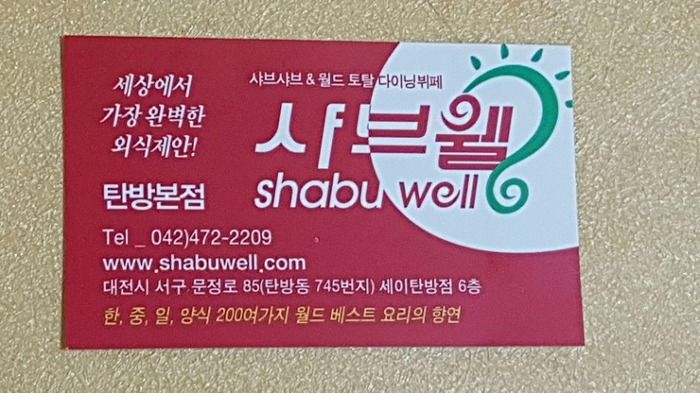 세상에서
가장 완벽한
외식제안!
샤브샤브 & 월드 토탈 다이닝뷔페
샤브웰
shabu well
탄방본점
Tel _ 042)472-2209
www.shabuwell.com
대전시 서구 문정로 85(탄방동 745번지) 세이탄방점 6층
한, 중, 일, 양식 200여가지 월드 베스트 요리의 향연